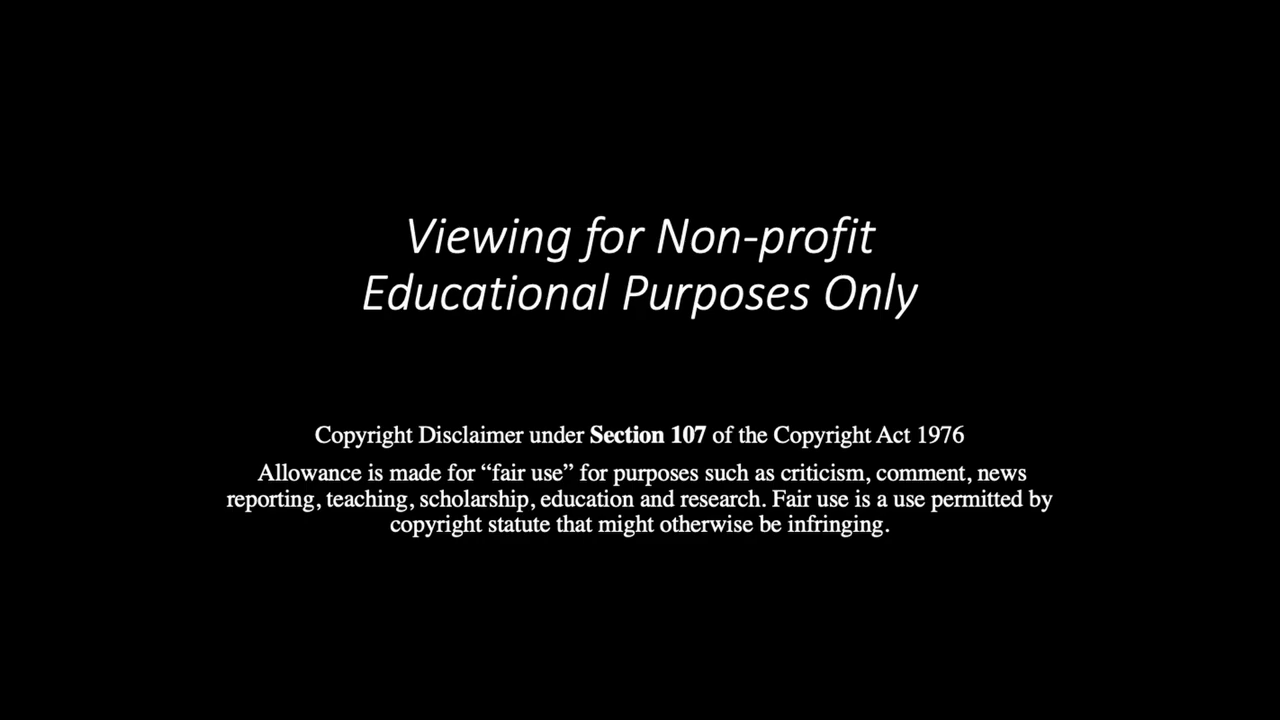 Viewing for Non-profit
Educational Purposes Only
Copyright Disclaimer under Section 107 of the Copyright Act 1976
Allowance is made for “fair use” for purposes such as criticism, comment, news
reporting, teaching, scholarship, education and research. Fair use is a use permitted by
copyright statute that might otherwise be infringing.